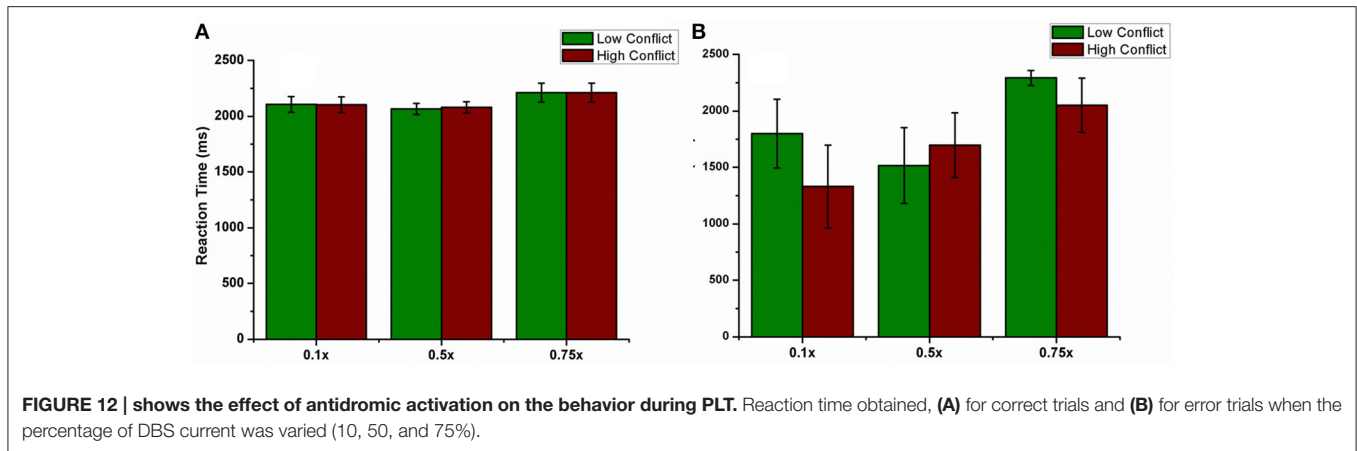 A
Low Conflict
High Conflict
2500
2000
1500
1000
500
0
Reaction Time (ms)
0.1x 0.5x 0.75x
B
Low Conflict
High Conflict
2500
2000
1500
1000
500
0
0.1x 0.5x 0.75x
FIGURE 12 | shows the effect of antidromic activation on the behavior during PLT. Reaction time obtained, (A) for correct trials and (B) for error trials when the
percentage of DBS current was varied (10, 50, and 75%).